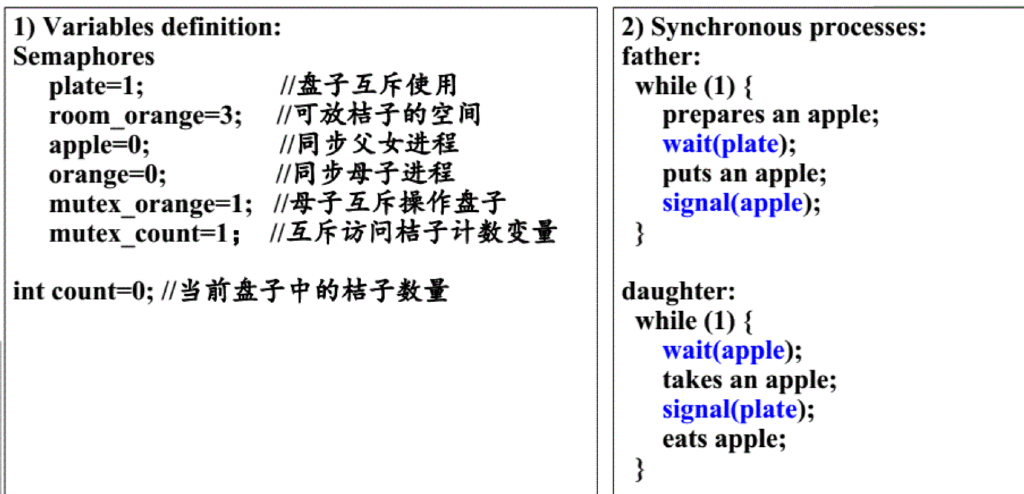 1) Variables definition:
Semaphores
plate=1; //盘子互斥使用
room_orange=3; //可放桔子的空间
apple=0; //同步父女进程
orange=0; //同步母子进程
mutex_orange=1; //母子互斥操作盘子
mutex_count=1； //互斥访问桔子计数变量
int count=0; //当前盘子中的桔子数量
2) Synchronous processes:
father:
while (1) {
prepares an apple;
wait(plate);
puts an apple;
signal(apple);
}
daughter:
while (1) {
wait(apple);
takes an apple;
signal(plate);
eats apple;
}